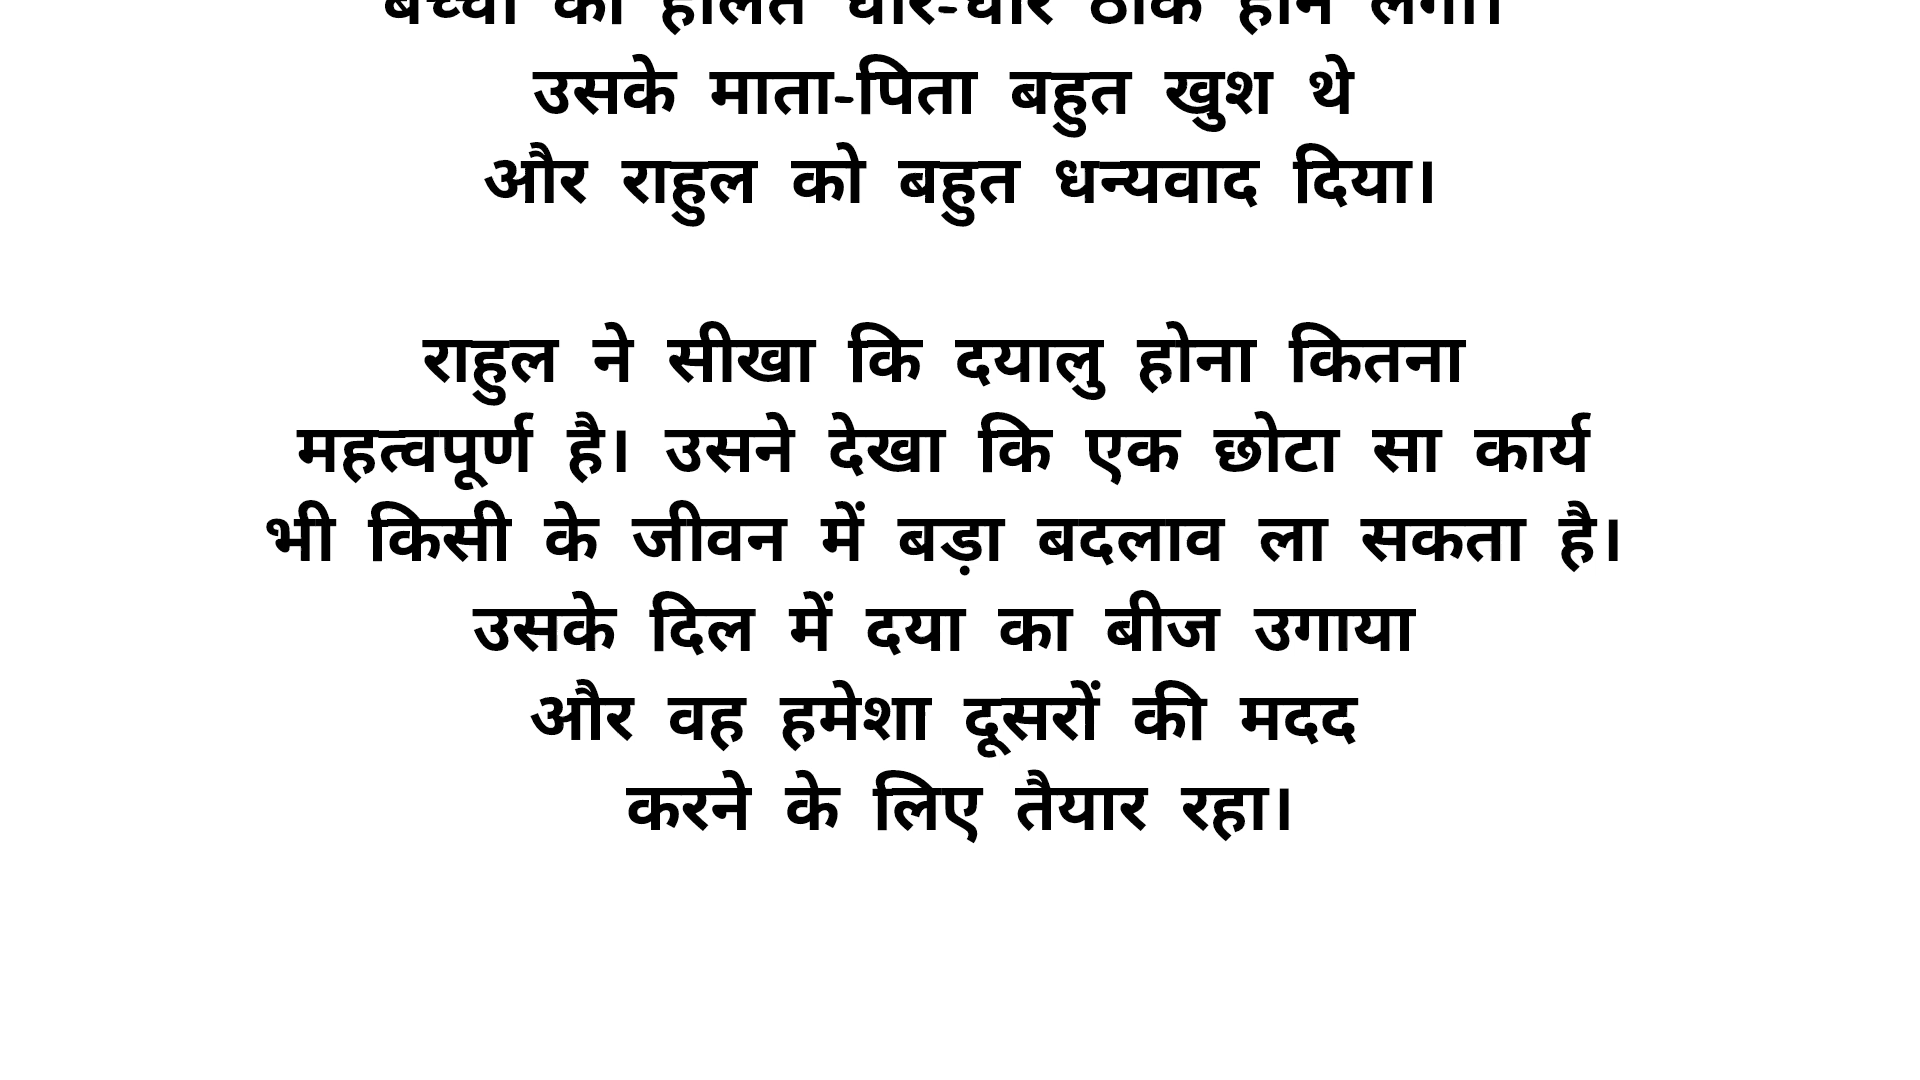 उसके माता-पिता बहुत खुश थे
और राहुल को बहुत धन्यवाद दिया।
राहुल ने सीखा कि दयालु होना कितना
महत्वपूर्ण है। उसने देखा कि एक छोटा सा कार्य
भी किसी के जीवन में बड़ा बदलाव ला सकता है।
उसके दिल में दया का बीज उगाया
और वह हमेशा दूसरों की मदद
करने के लिए तैयार रहा।